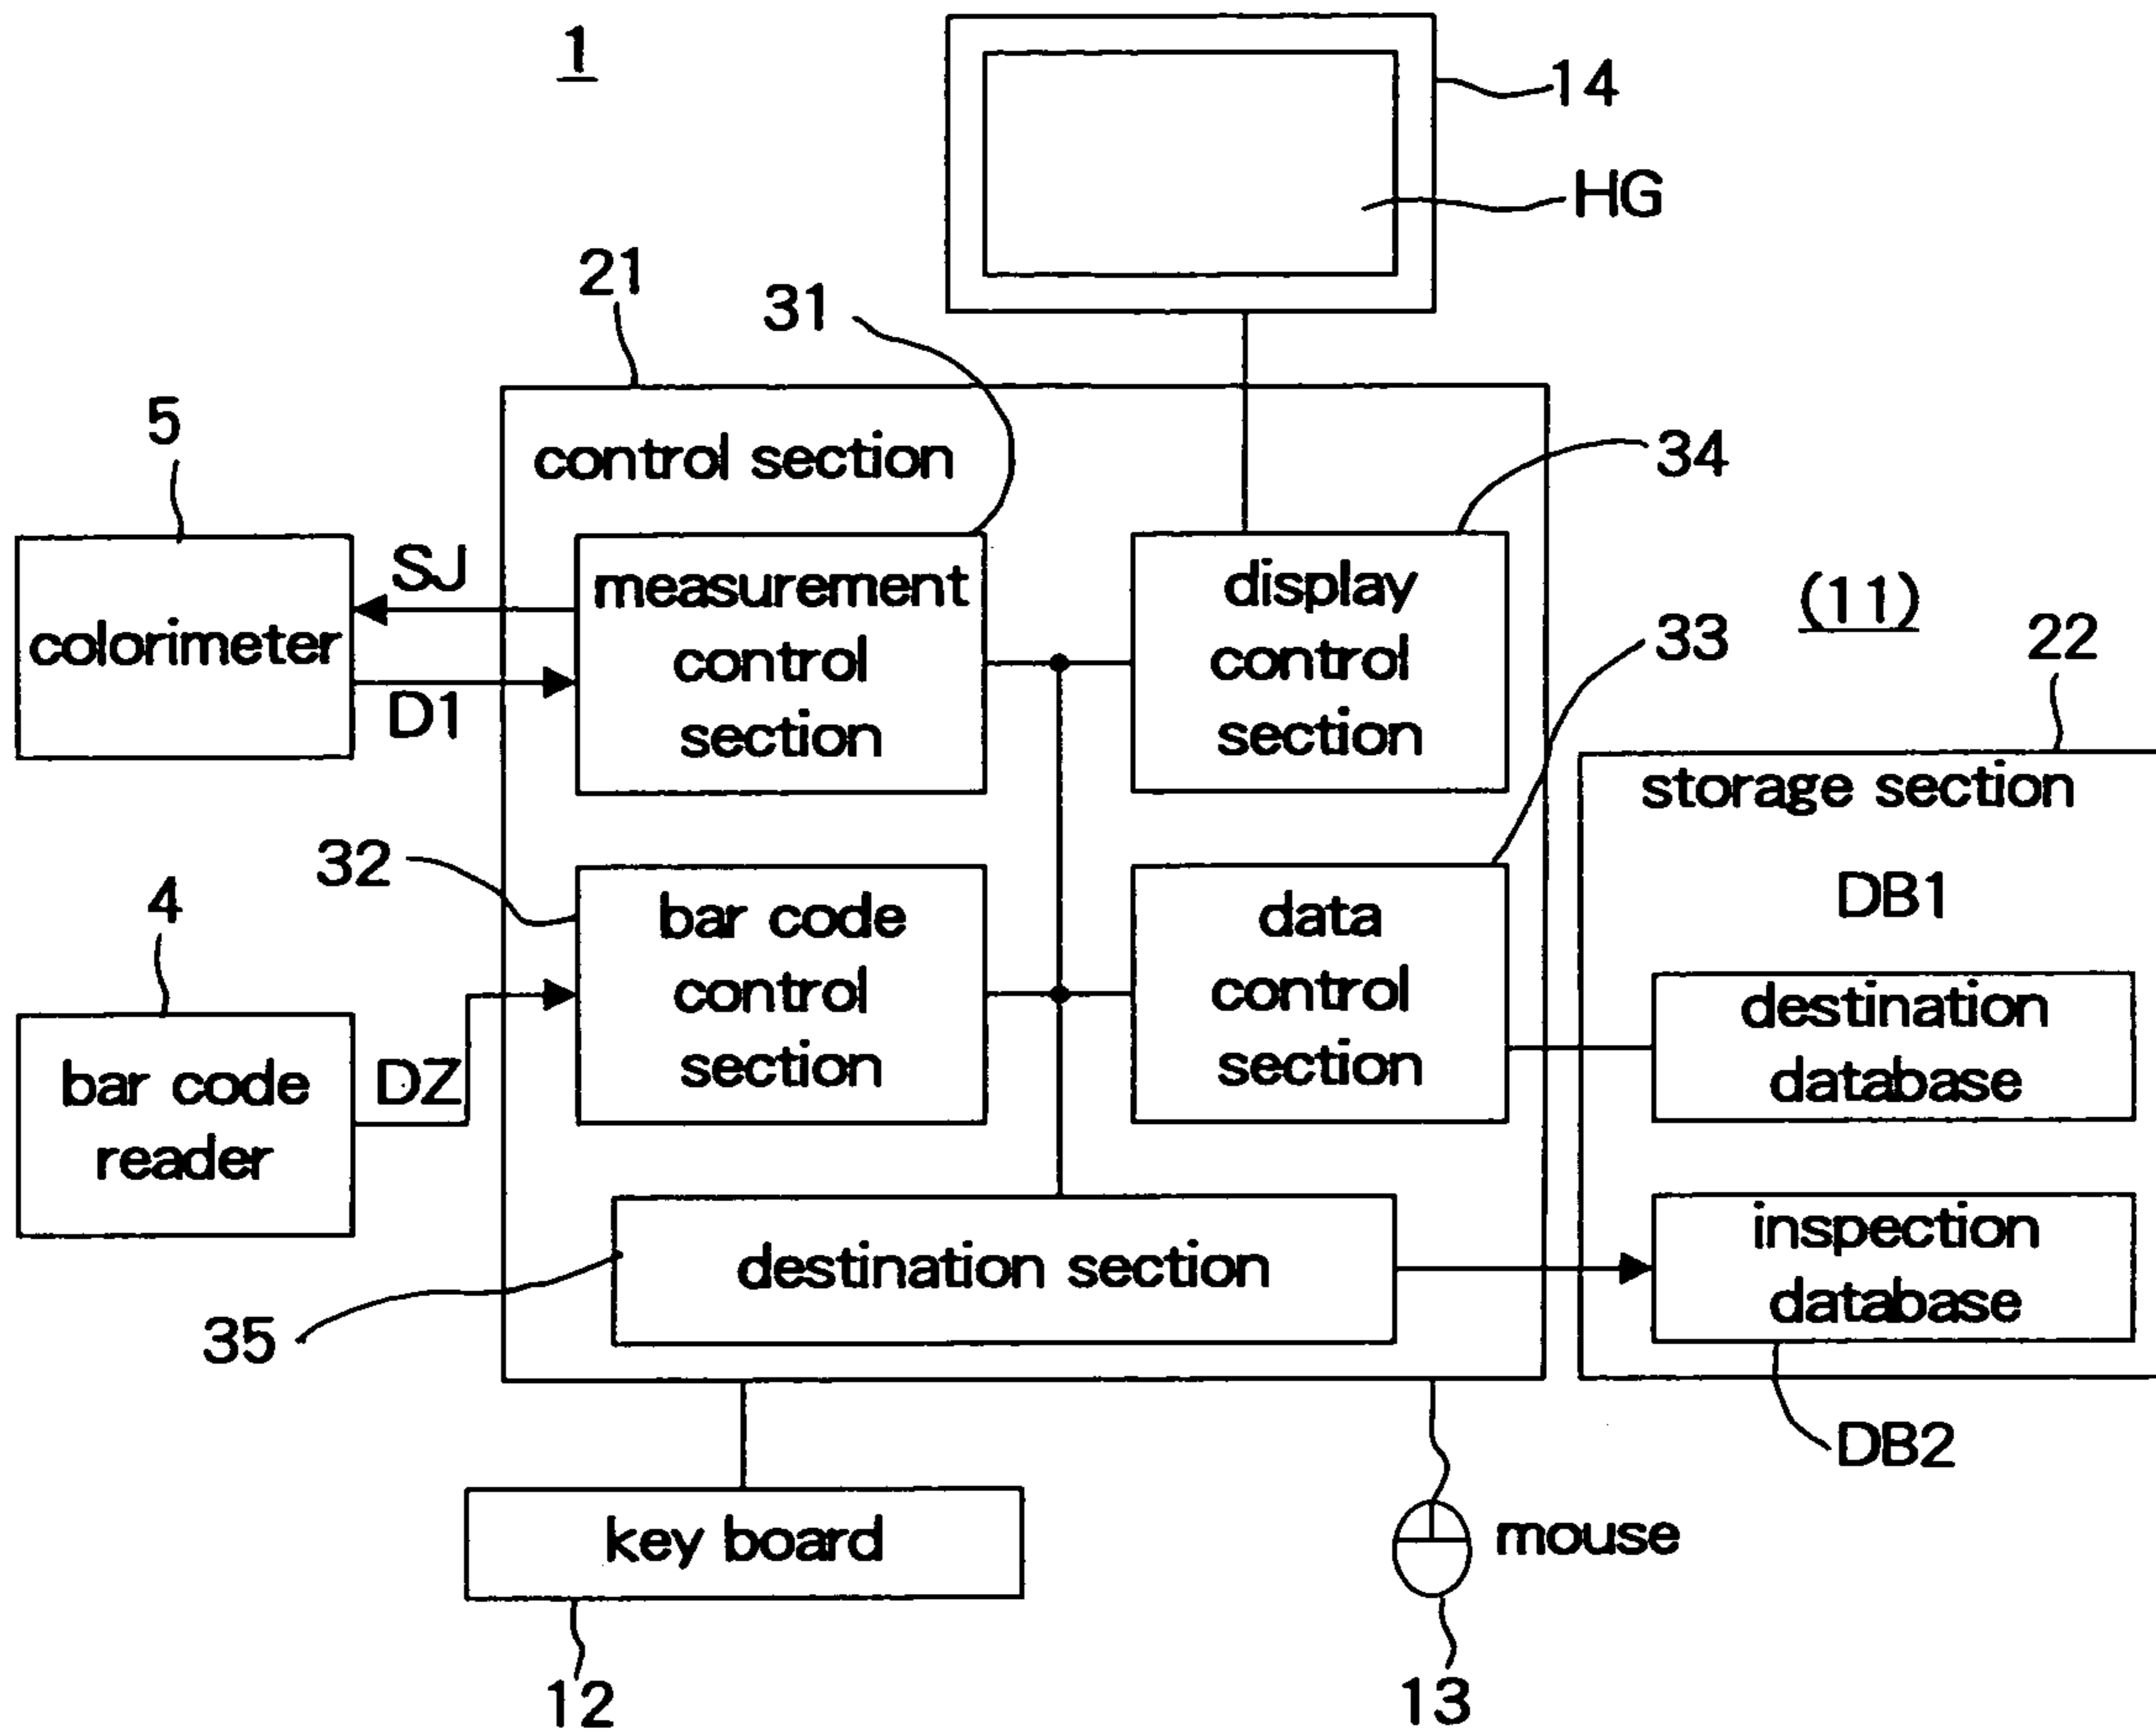 1
14
HG
21
31
5
control section
34
SJ
measurement
control
section
display
control
section
(11)
33
22
colorimeter
D1
storage section
32
bar code
control
section
data
control
section
DB1
4
destination
database
bar code
reader
DZ
destination section
inspection
database
35
DB2
key board
mouse
12
13